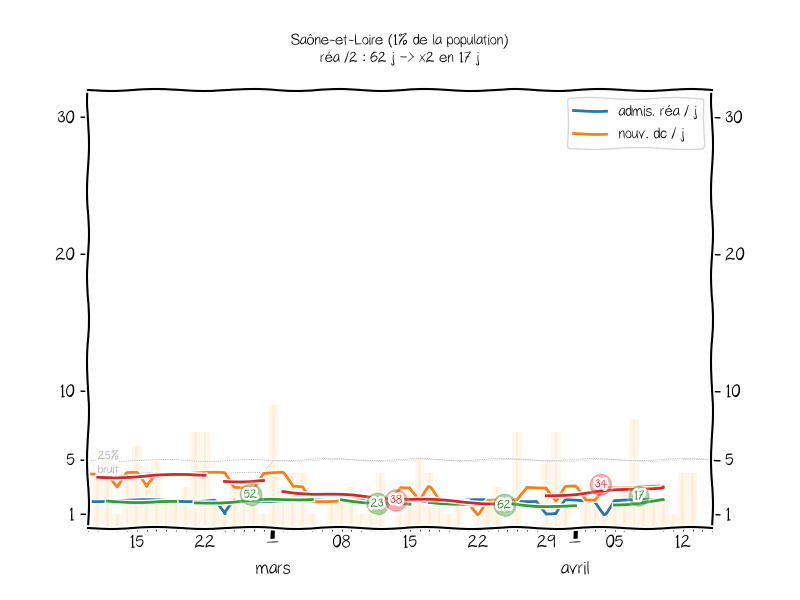 Saône-et-Loire (1% de la population)
réa /2 : 62 j -> x2 en 17 j
admis. réa / j
nouv. dc / j
30
30
20
20
10
10
5
5
1
1
25%
bruit
52
23
38
62
34
17
15 22 08 15 22 29 05 12
mars avril